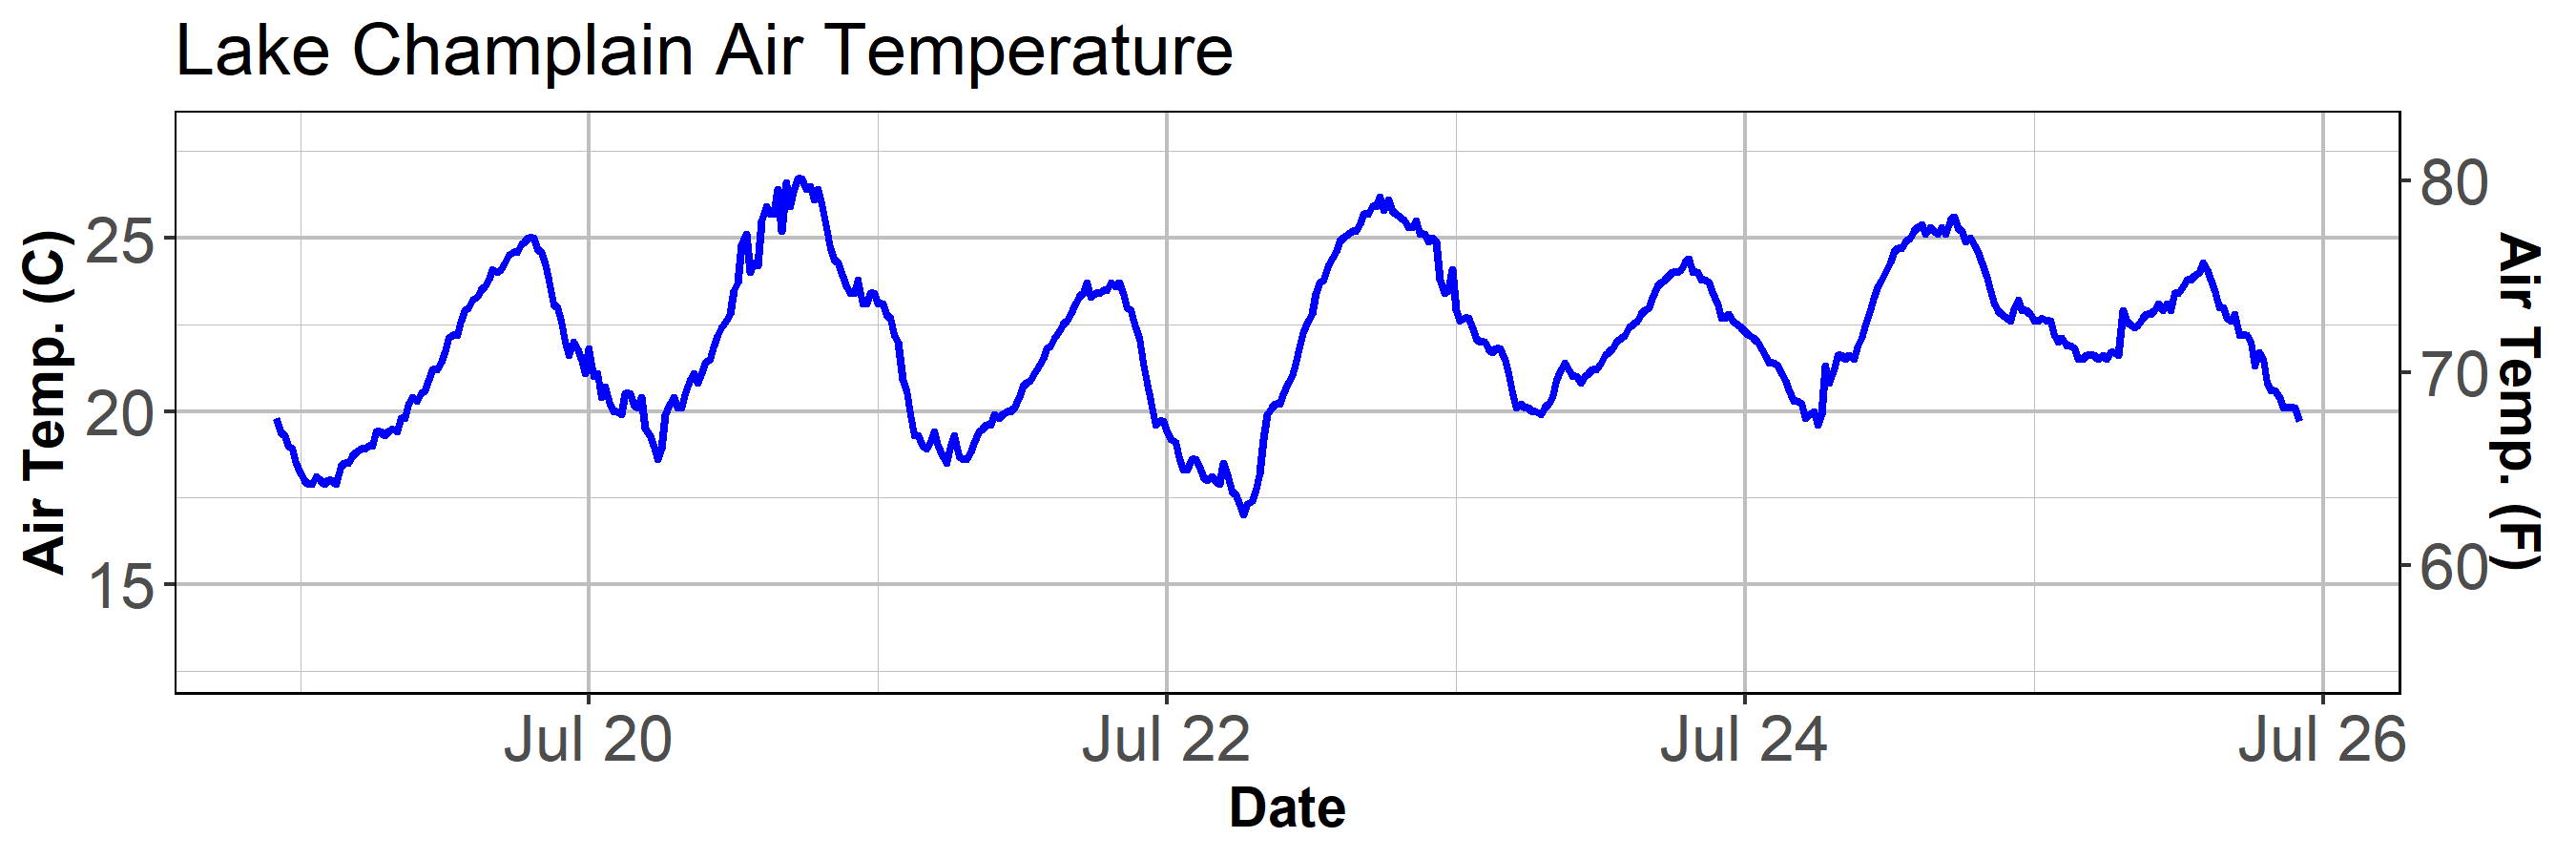 Lake Champlain Air Temperature
Air Temp. (C)
25
20
15
80
70
60
Air Temp. (F)
Jul 20
Jul 22
Jul 24
Jul 26
Date